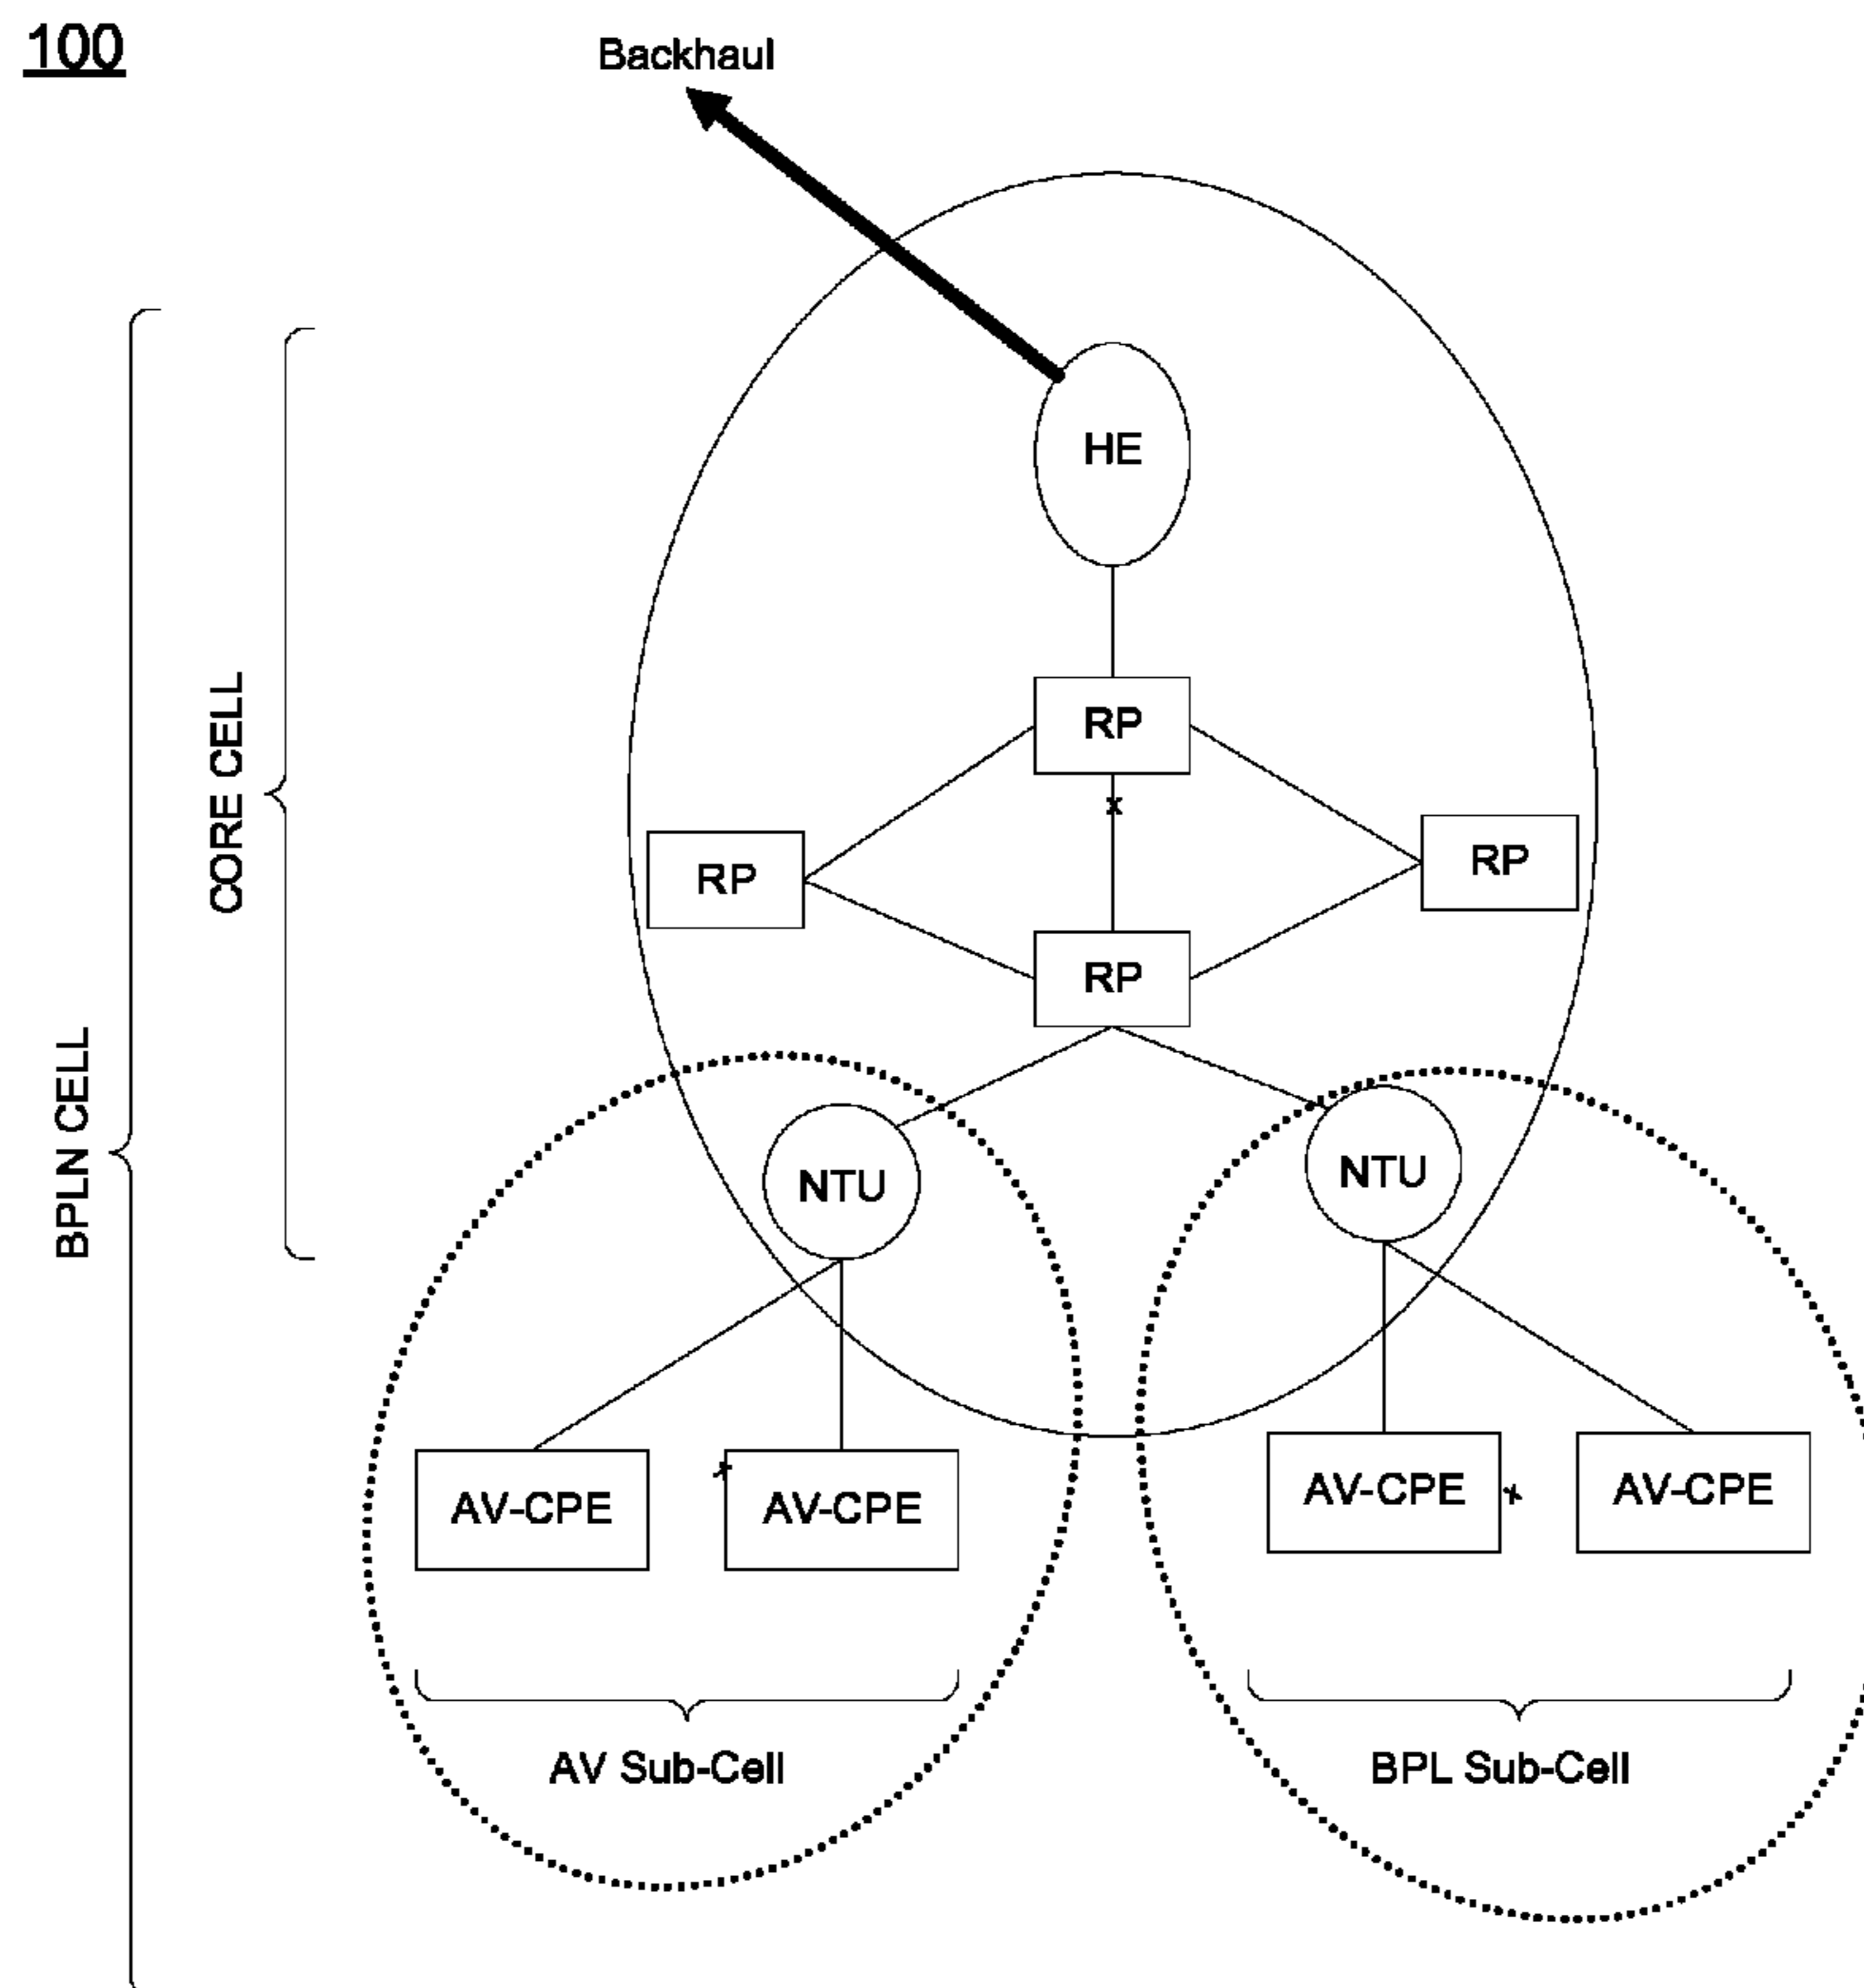 100
Backhaul
HE
RP
x
RP
RP
RP
CORE CELL
BPLN CELL
NTU
NTU
AV-CPE
x
AV-CPE
AV-CPE
x
AV-CPE
AV Sub-Cell
BPL Sub-Cell